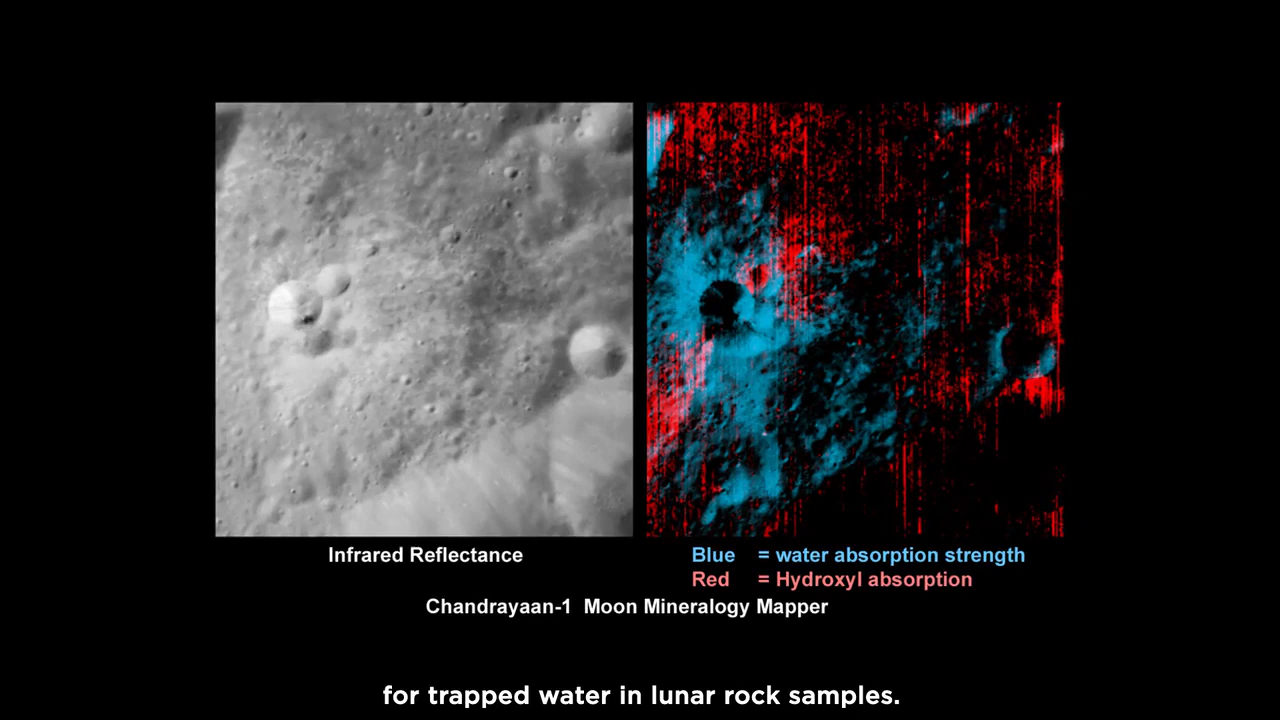 Infrared Reflectance
Blue = water absorption strength
Red = Hydroxyl absorption
Chandrayaan-1 Moon Mineralogy Mapper
for trapped water in lunar rock samples.